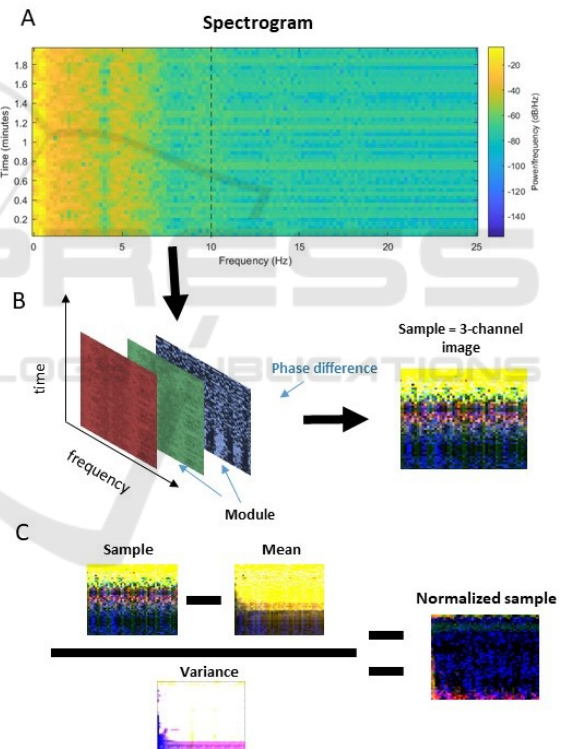 A
Spectrogram
1.8
1.6
1.4
1.2
1
0.8
0.6
0.4
0.2
Time (minutes)
0
5
10
15
20
25
Frequency (Hz)
-20
-40
-60
-80
-100
-120
-140
Power/frequency (dB/Hz)
PRESS
B
time
frequency
Phase difference
Module
Sample = 3-channel
image
PUBLICATIONS
C
Sample
Mean
Variance
Normalized sample